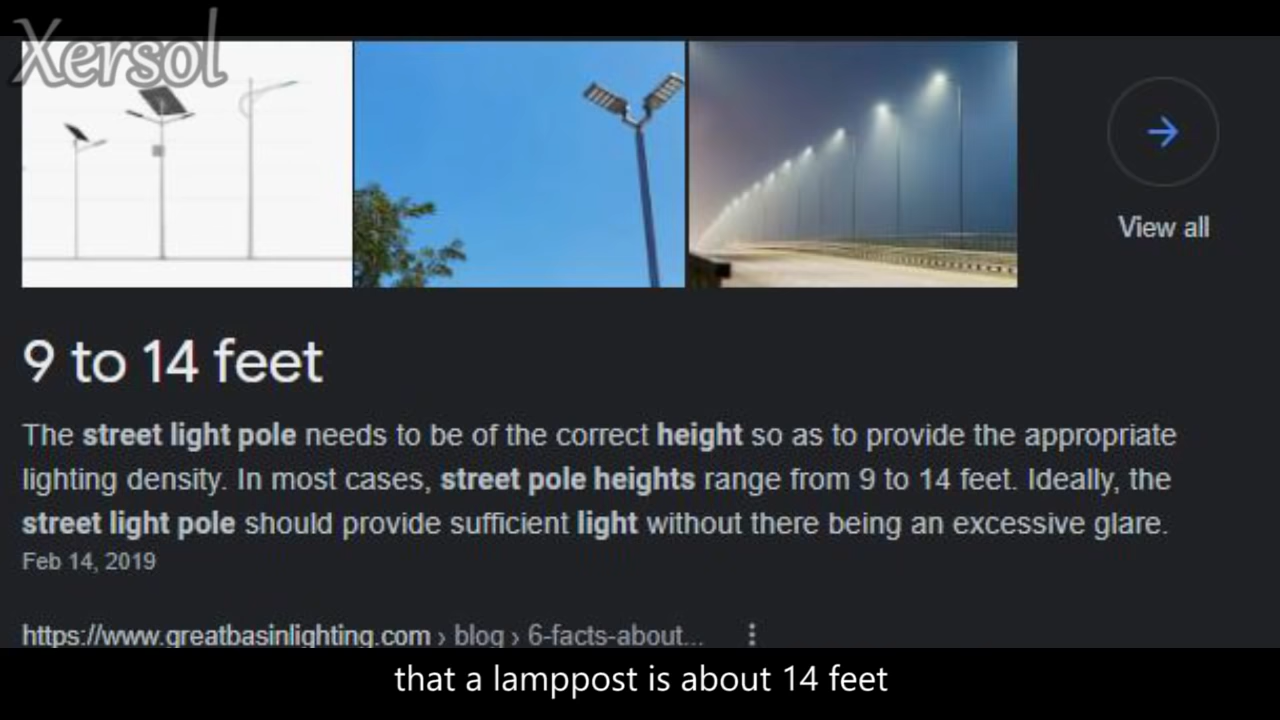 Xersol
View all
9 to 14 feet
The street light pole needs to be of the correct height so as to provide the appropriate
lighting density. In most cases, street pole heights range from 9 to 14 feet. Ideally, the
street light pole should provide sufficient light without there being an excessive glare.
Feb 14, 2019
https://www.greatbasinlighting.com › blog › 6-facts-about...
that a lamppost is about 14 feet